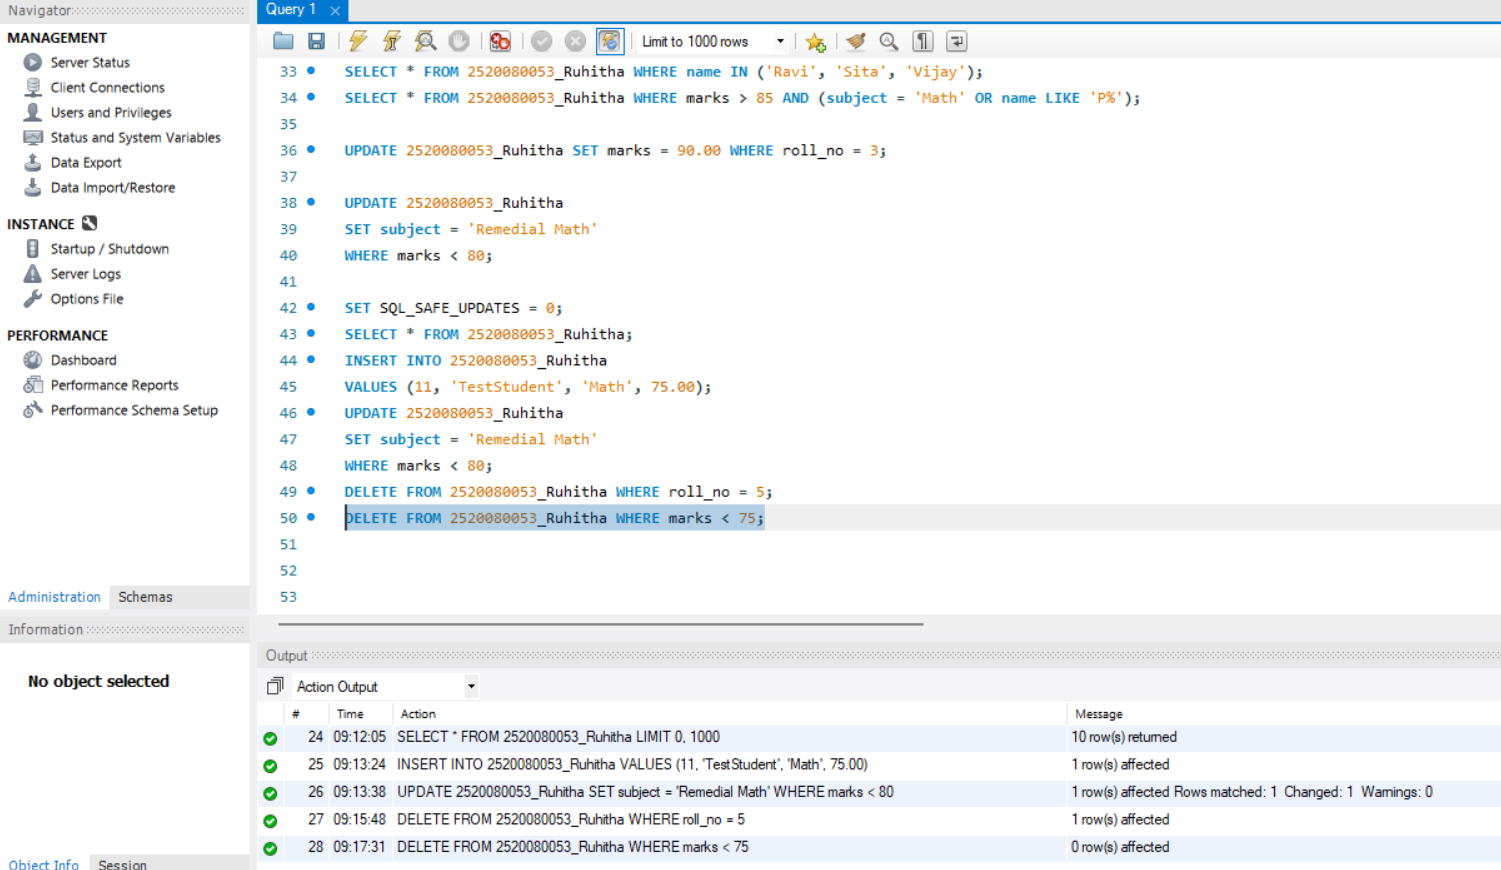 Navigator
MANAGEMENT
Server Status
Client Connections
Users and Privileges
Status and System Variables
Data Export
Data Import/Restore
INSTANCE
Startup / Shutdown
Server Logs
Options File
PERFORMANCE
Dashboard
Performance Reports
Performance Schema Setup
Administration Schemas
Information
No object selected
Object Info Session
Query 1
Limit to 1000 rows
33 SELECT * FROM 2520080053_Ruhitha WHERE name IN ('Ravi', 'Sita', 'Vijay');
34 SELECT * FROM 2520080053_Ruhitha WHERE marks > 85 AND (subject = 'Math' OR name LIKE 'P%');
35
36 UPDATE 2520080053_Ruhitha SET marks = 90.00 WHERE roll_no = 3;
37
38 UPDATE 2520080053_Ruhitha
39 SET subject = 'Remedial Math'
40 WHERE marks < 80;
41
42 SET SQL_SAFE_UPDATES = 0;
43 SELECT * FROM 2520080053_Ruhitha;
44 INSERT INTO 2520080053_Ruhitha
45 VALUES (11, 'TestStudent', 'Math', 75.00);
46 UPDATE 2520080053_Ruhitha
47 SET subject = 'Remedial Math'
48 WHERE marks < 80;
49 DELETE FROM 2520080053_Ruhitha WHERE roll_no = 5;
50 DELETE FROM 2520080053_Ruhitha WHERE marks < 75;
51
52
53
Output
Action Output
# Time Action Message
24 09:12:05 SELECT * FROM 2520080053_Ruhitha LIMIT 0, 1000 10 row(s) returned
25 09:13:24 INSERT INTO 2520080053_Ruhitha VALUES (11, 'TestStudent', 'Math', 75.00) 1 row(s) affected
26 09:13:38 UPDATE 2520080053_Ruhitha SET subject = 'Remedial Math' WHERE marks < 80 1 row(s) affected Rows matched: 1 Changed: 1 Warnings: 0
27 09:15:48 DELETE FROM 2520080053_Ruhitha WHERE roll_no = 5 1 row(s) affected
28 09:17:31 DELETE FROM 2520080053_Ruhitha WHERE marks < 75 0 row(s) affected